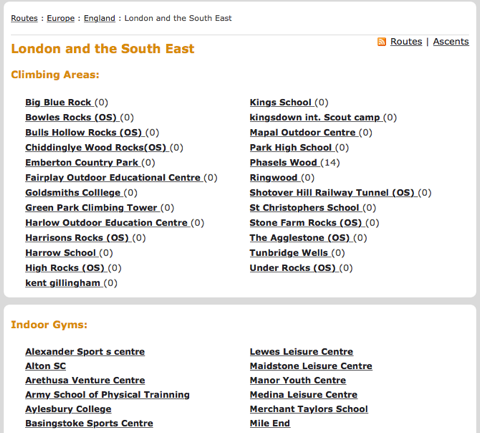 Routes : Europe : England : London and the South East
Routes | Ascents
London and the South East
Climbing Areas:
Big Blue Rock (0)
Bowles Rocks (OS) (0)
Bulls Hollow Rocks (OS) (0)
Chiddinglye Wood Rocks(OS) (0)
Emberton Country Park (0)
Fairplay Outdoor Educational Centre (0)
Goldsmiths Colllege (0)
Green Park Climbing Tower (0)
Harlow Outdoor Education Centre (0)
Harrisons Rocks (OS) (0)
Harrow School (0)
High Rocks (OS) (0)
kent gillingham (0)
Kings School (0)
kingsdown int. Scout camp (0)
Mapal Outdoor Centre (0)
Park High School (0)
Phasels Wood (14)
Ringwood (0)
Shotover Hill Railway Tunnel (OS) (0)
St Christophers School (0)
Stone Farm Rocks (OS) (0)
The Agglestone (OS) (0)
Tunbridge Wells (0)
Under Rocks (OS) (0)
Indoor Gyms:
Alexander Sport s centre
Alton SC
Arethusa Venture Centre
Army School of Physical Trainning
Aylesbury College
Basingstoke Sports Centre
Lewes Leisure Centre
Maidstone Leisure Centre
Manor Youth Centre
Medina Leisure Centre
Merchant Taylors School
Mile End